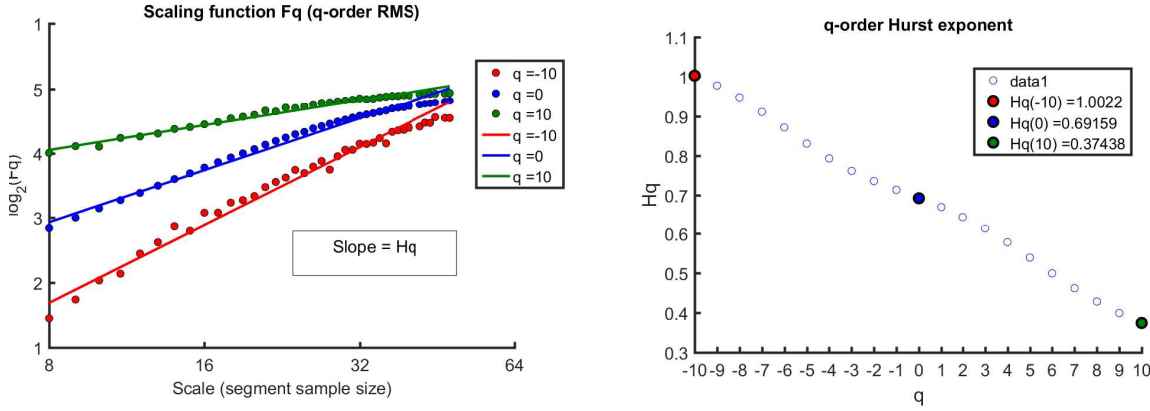 Scaling function Fq (q-order RMS)
1
5
4
3
2
1
log2(Fq)
8
16
32
64
Scale (segment sample size)
q =-10
q =0
q =10
q =-10
q =0
q =10
Slope = Hq
q-order Hurst exponent
1.1
1
0.9
0.8
0.7
0.6
0.5
0.4
0.3
Hq
-10 -9 -8 -7 -6 -5 -4 -3 -2 -1 0 1 2 3 4 5 6 7 8 9 10
q
data1
Hq(-10) =1.0022
Hq(0) =0.69159
Hq(10) =0.37438